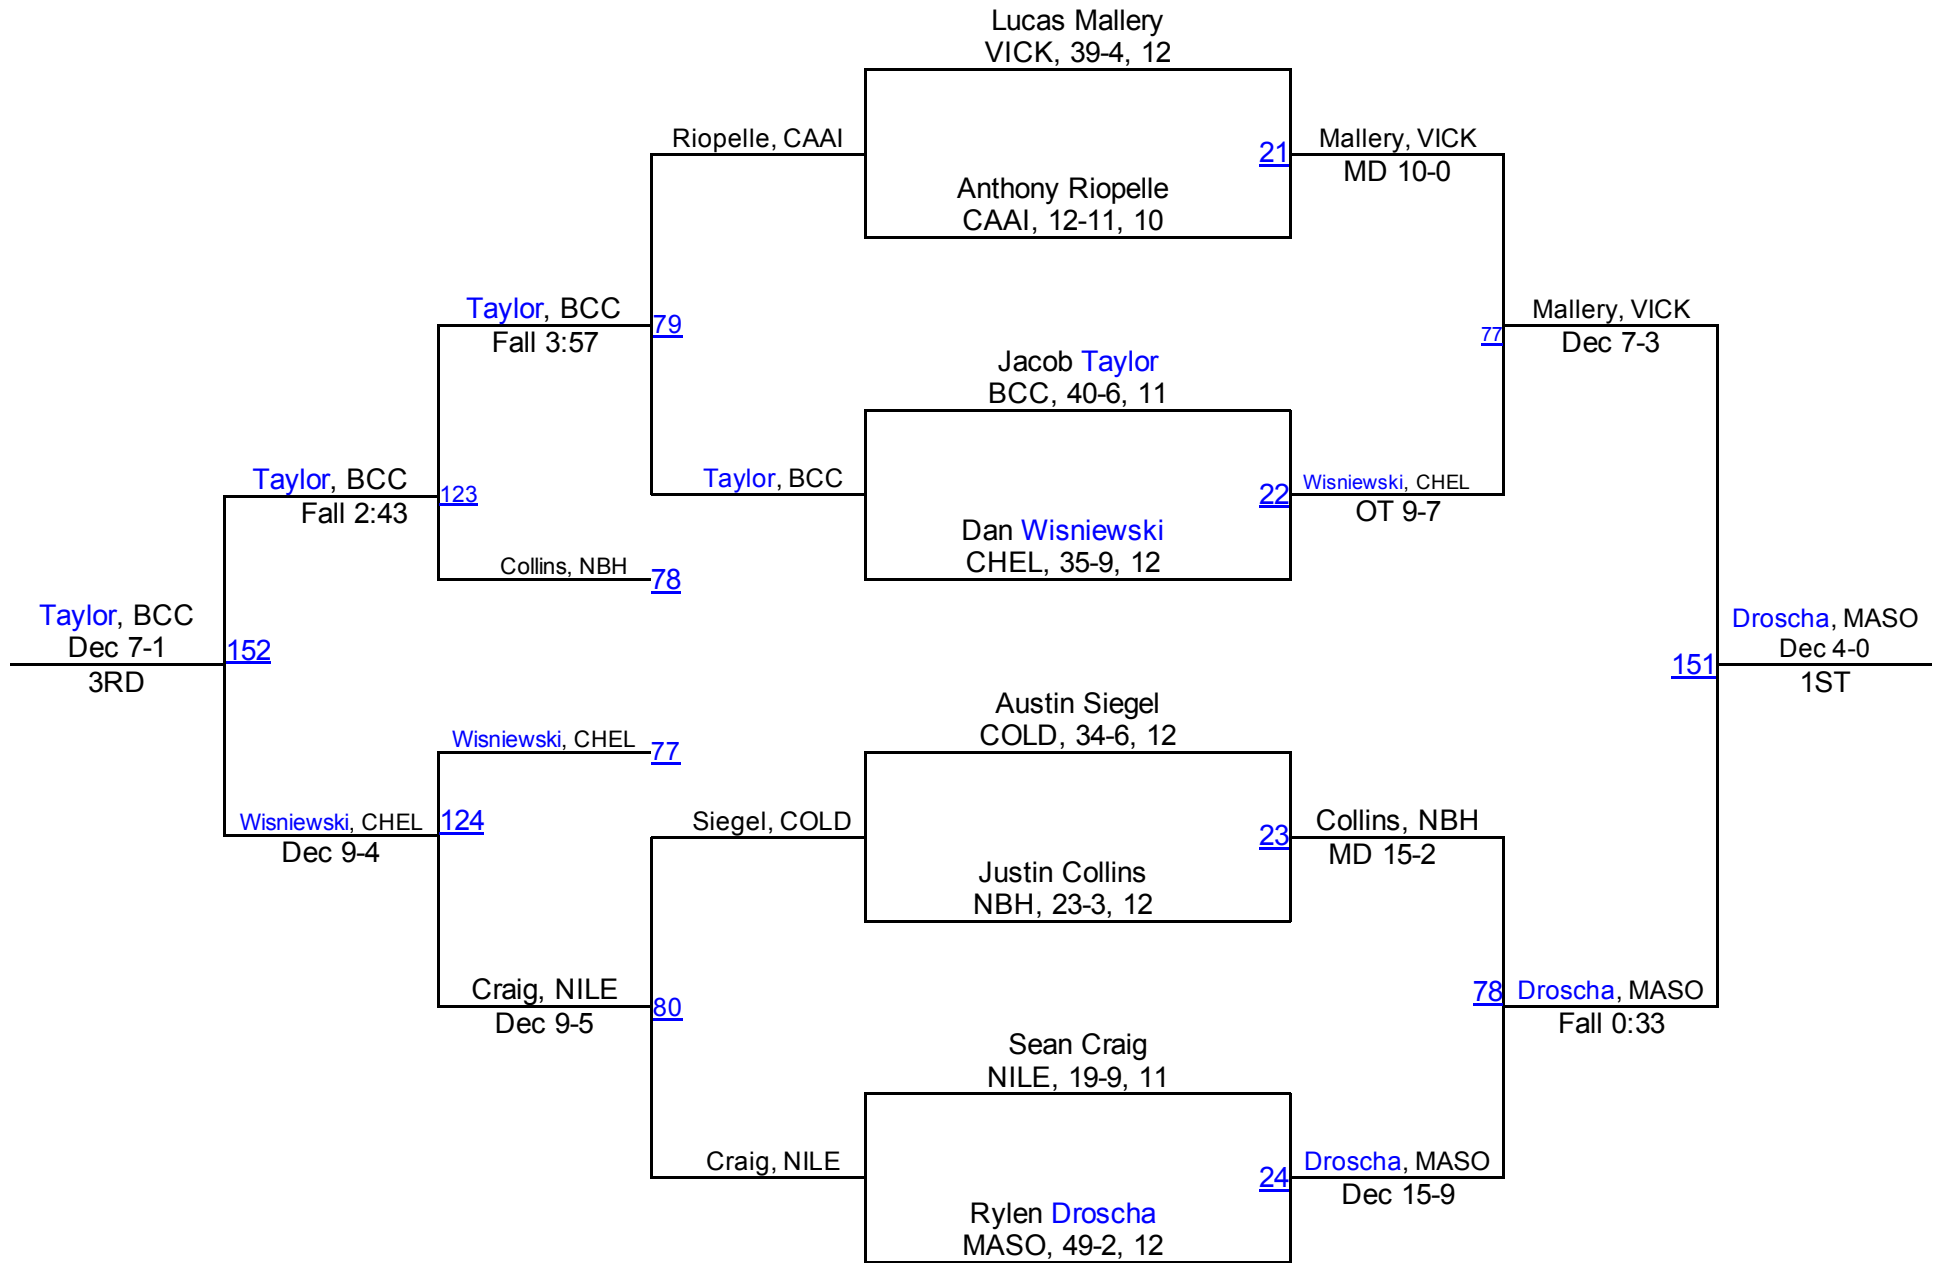 Lucas Mallery
VICK, 39-4, 12
Riopelle, CAAI
21
Mallery, VICK
MD 10-0
Anthony Riopelle
CAAI, 12-11, 10
Taylor, BCC
Fall 3:57
79
77
Mallery, VICK
Dec 7-3
Jacob Taylor
BCC, 40-6, 11
Taylor, BCC
Fall 2:43
123
Taylor, BCC
22
Wisniewski, CHEL
OT 9-7
Dan Wisniewski
CHEL, 35-9, 12
Collins, NBH
78
Taylor, BCC
Dec 7-1
3RD
152
151
Droscha, MASO
Dec 4-0
1ST
Austin Siegel
COLD, 34-6, 12
Wisniewski, CHEL
77
Wisniewski, CHEL
Dec 9-4
124
Siegel, COLD
23
Collins, NBH
MD 15-2
Justin Collins
NBH, 23-3, 12
Craig, NILE
Dec 9-5
80
78
Droscha, MASO
Fall 0:33
Sean Craig
NILE, 19-9, 11
Craig, NILE
24
Droscha, MASO
Dec 15-9
Rylen Droscha
MASO, 49-2, 12